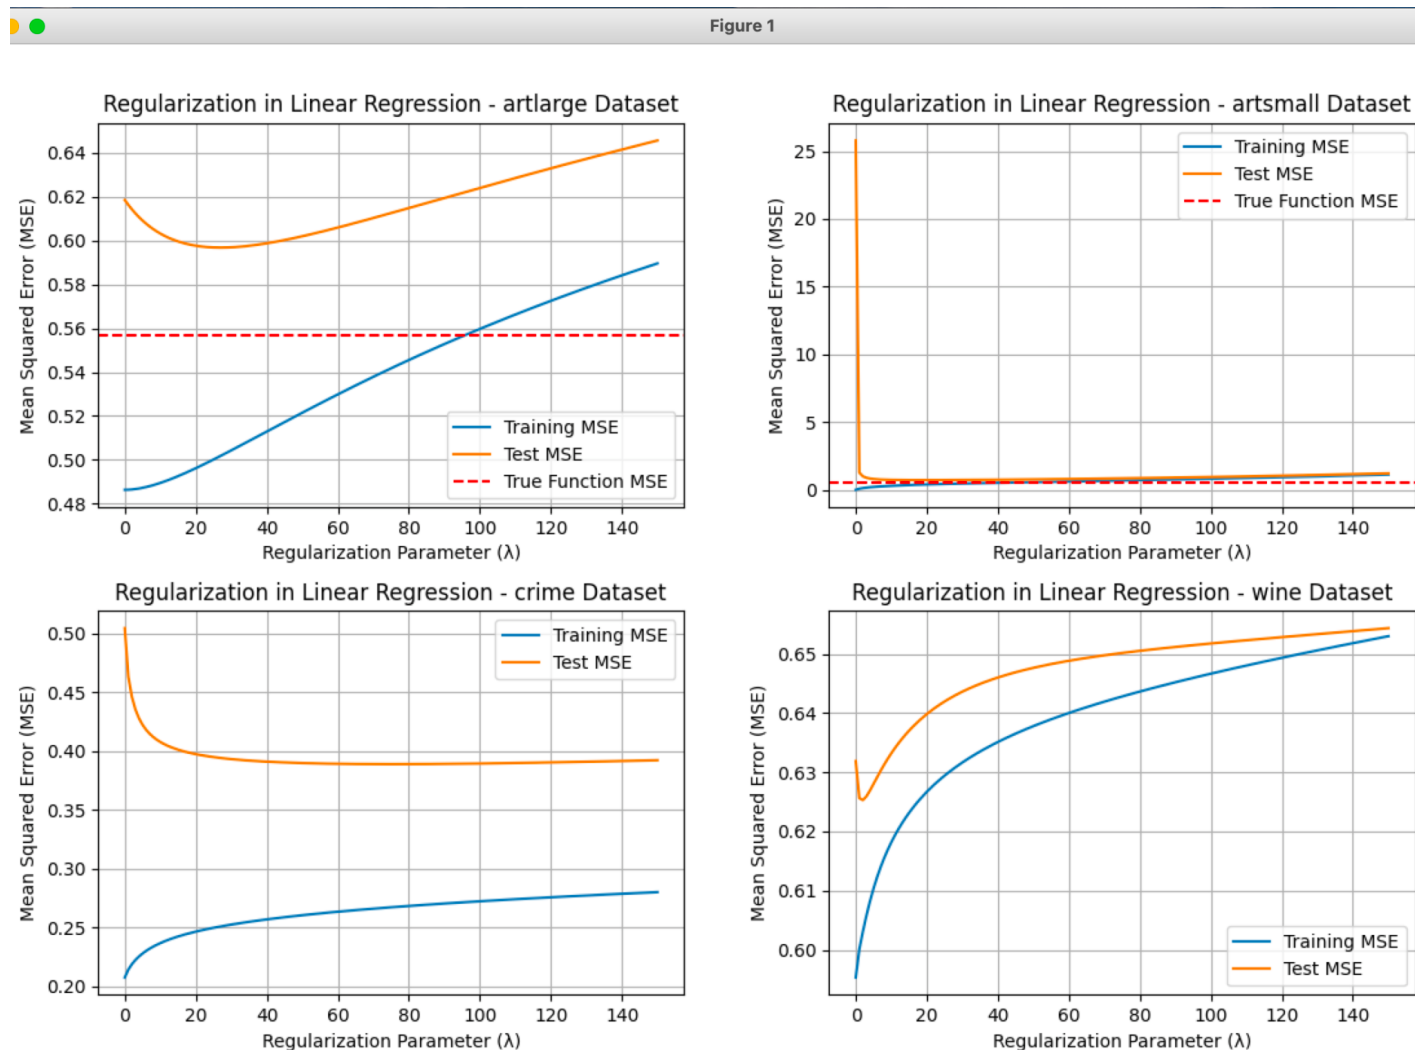 Figure 1
Regularization in Linear Regression - artlarge Dataset
Mean Squared Error (MSE)
0.64
0.62
0.60
0.58
0.56
0.54
0.52
0.50
0.48
Training MSE
Test MSE
True Function MSE
0 20 40 60 80 100 120 140
Regularization Parameter (λ)
Regularization in Linear Regression - artsmall Dataset
Mean Squared Error (MSE)
25
20
15
10
5
0
Training MSE
Test MSE
True Function MSE
0 20 40 60 80 100 120 140
Regularization Parameter (λ)
Regularization in Linear Regression - crime Dataset
Mean Squared Error (MSE)
0.50
0.45
0.40
0.35
0.30
0.25
0.20
Training MSE
Test MSE
0 20 40 60 80 100 120 140
Regularization Parameter (λ)
Regularization in Linear Regression - wine Dataset
Mean Squared Error (MSE)
0.65
0.64
0.63
0.62
0.61
0.60
Training MSE
Test MSE
0 20 40 60 80 100 120 140
Regularization Parameter (λ)